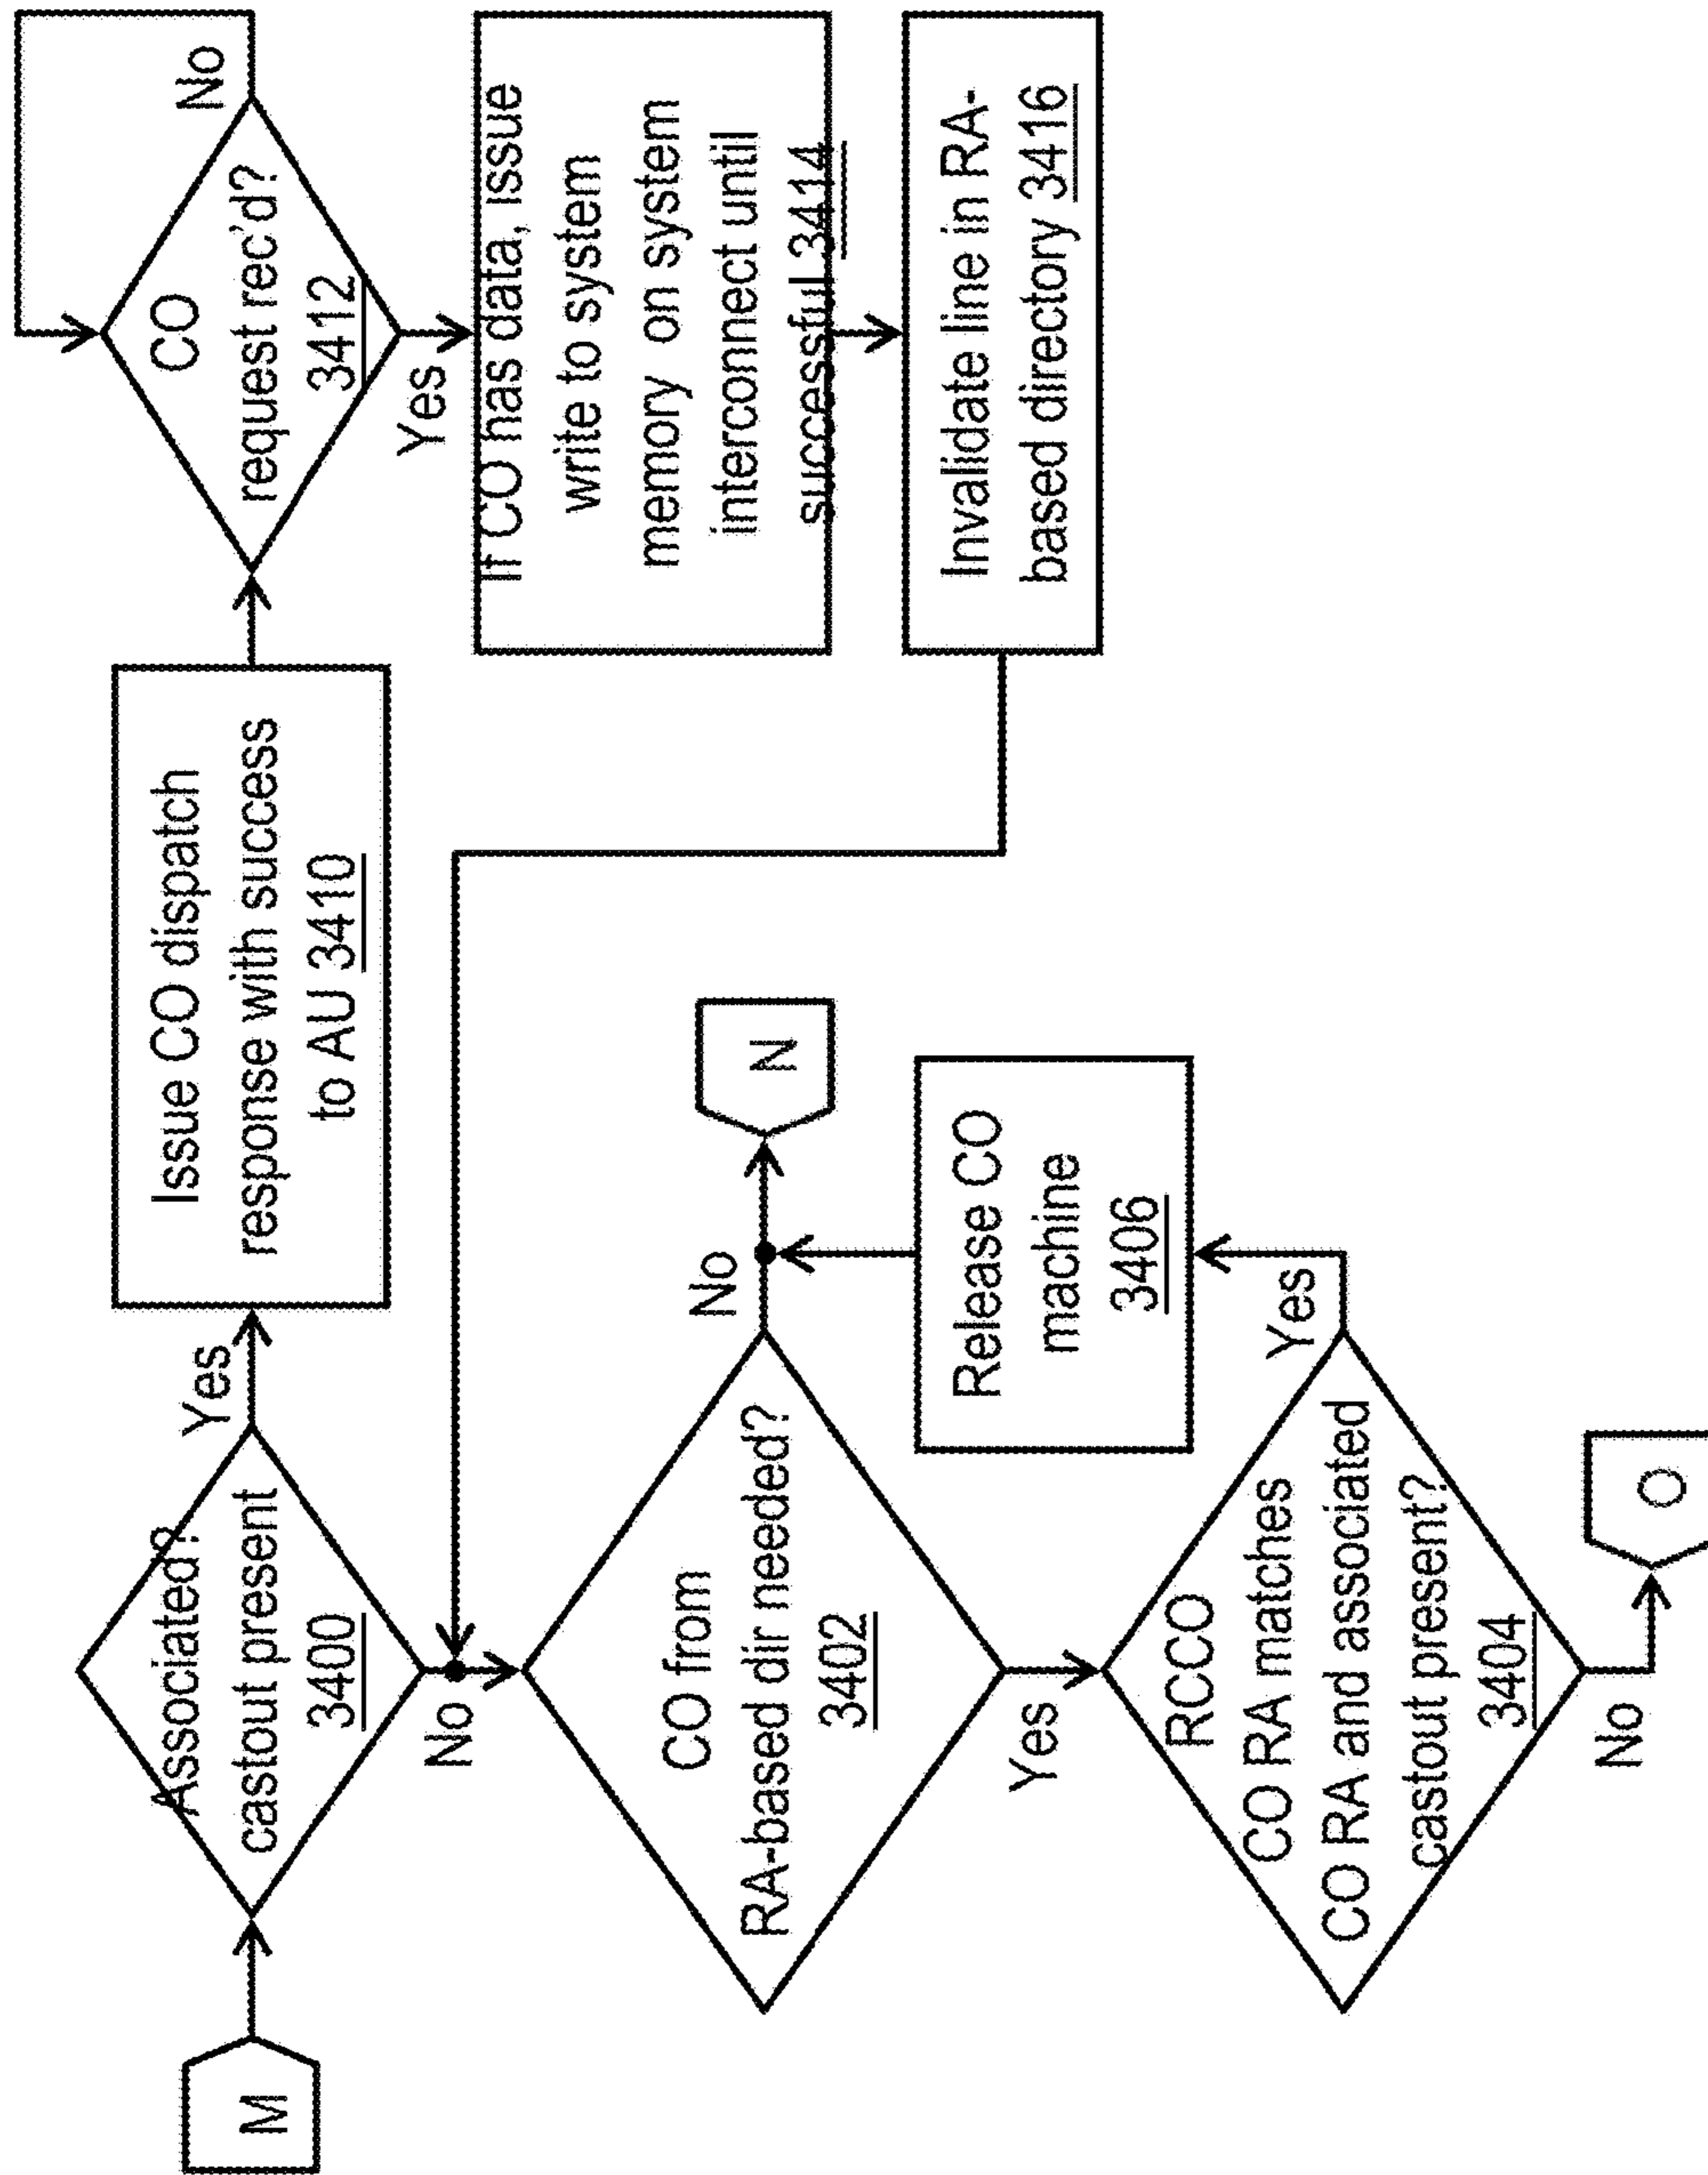 M
Associated?
castout present
3400
Yes
No
Issue CO dispatch
response with success
to AU 3410
CO
request rec'd?
3412
No
Yes
If CO has data, issue
write to system
memory on system
interconnect until
successful 3414
Invalidate line in RA-
based directory 3416
CO from
RA-based dir needed?
3402
No
Yes
N
Release CO
machine
3406
RCCO
CO RA matches
CO RA and associated
castout present?
3404
Yes
No
O